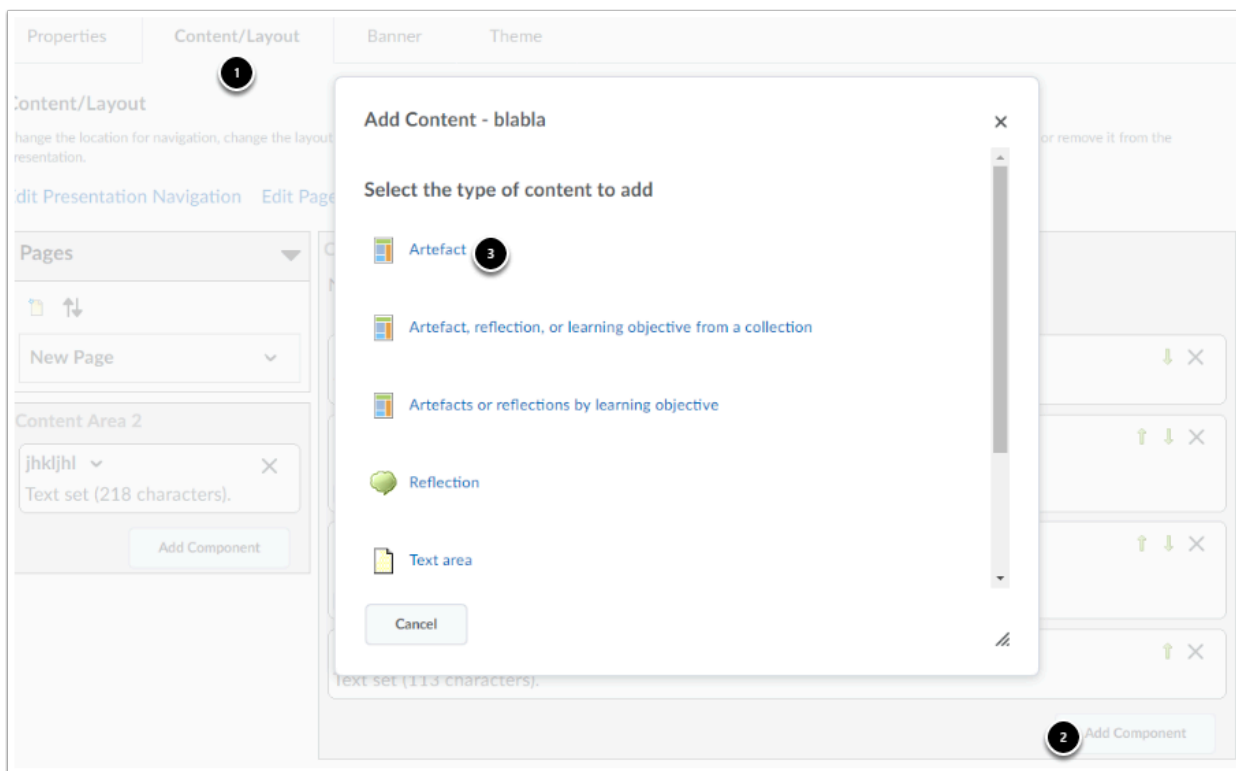 Properties Content/Layout Banner Theme
1
Content/Layout
Add Content - blabla
hange the location for navigation, change the layout
or remove it from the
resentation.
Select the type of content to add
dit Presentation Navigation Edit Page
Artefact 3
Pages
Artefact, reflection, or learning objective from a collection
New Page
Artefacts or reflections by learning objective
Content Area 2
jhkljhl
Text set (218 characters).
Reflection
Add Component
Text area
Cancel
Text set (113 characters).
2 Add Component